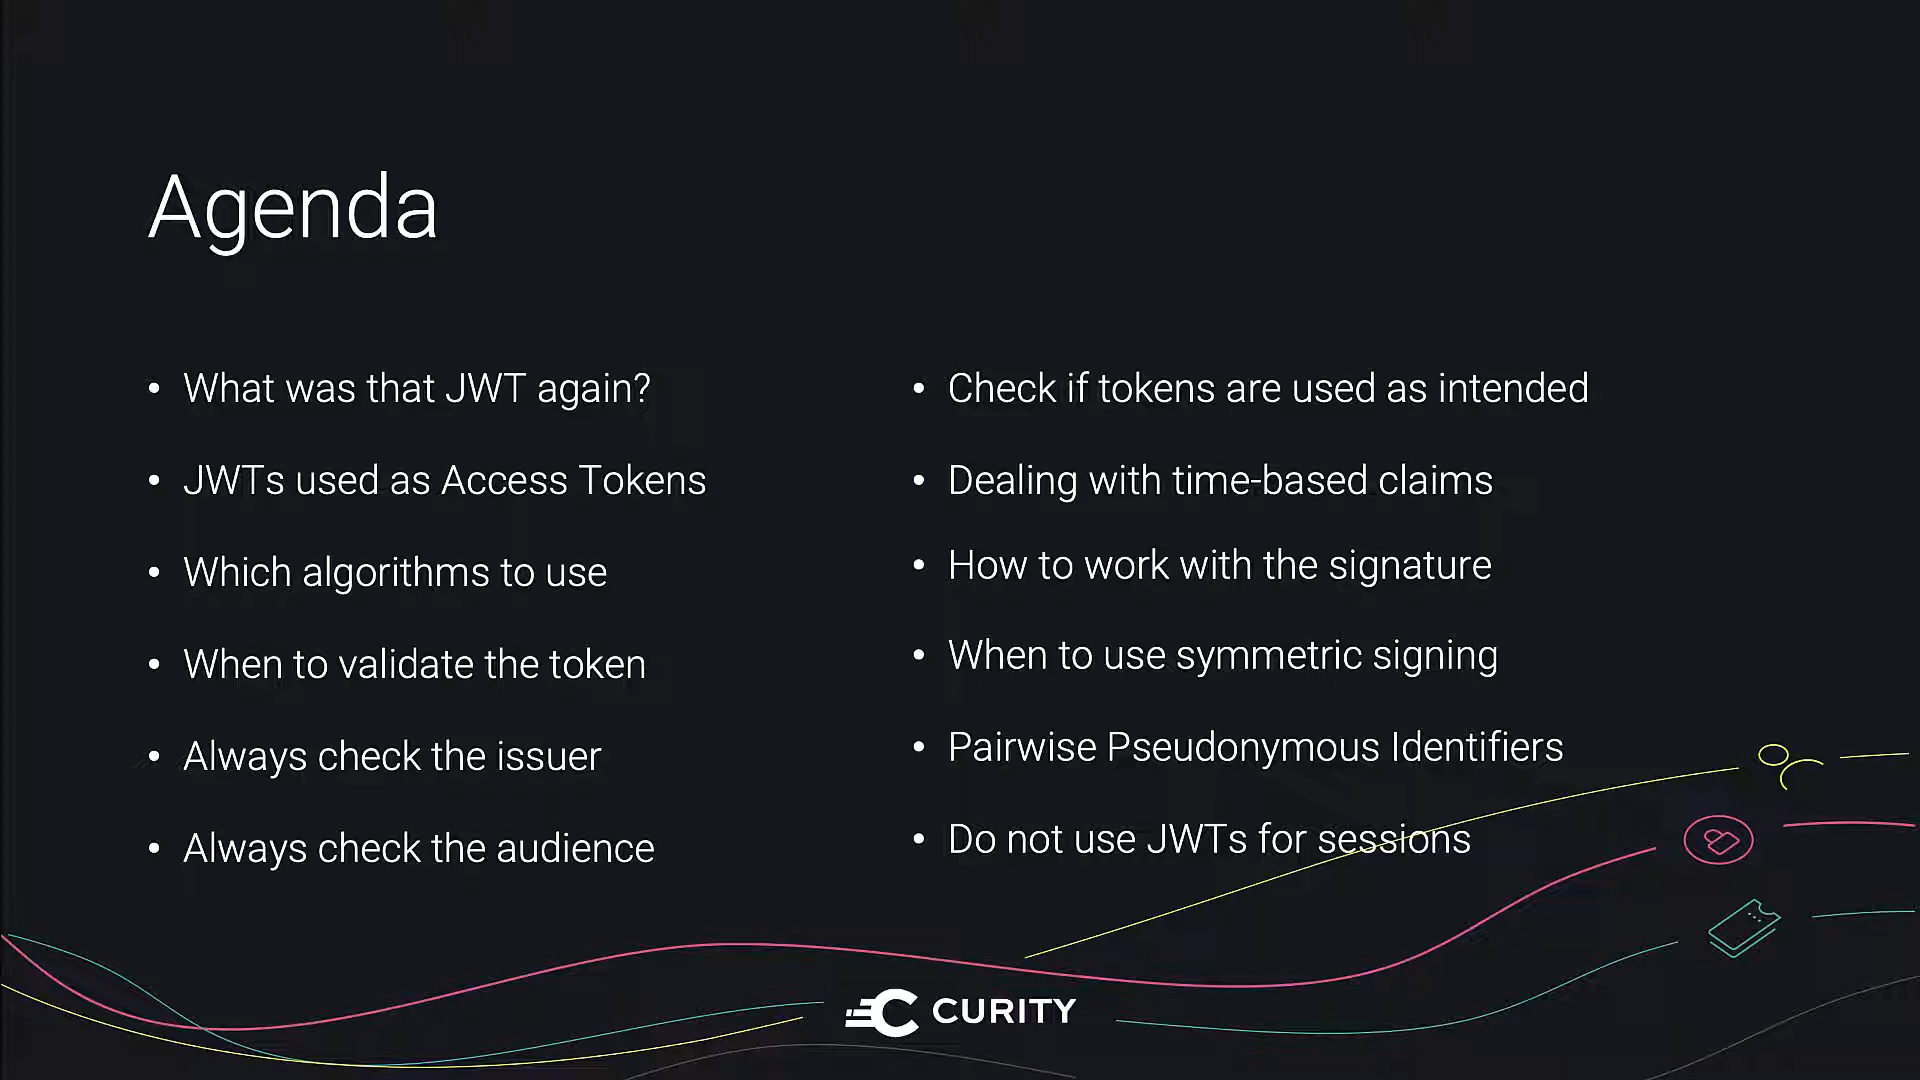 Agenda
• What was that JWT again?
• JWTs used as Access Tokens
• Which algorithms to use
• When to validate the token
• Always check the issuer
• Always check the audience
• Check if tokens are used as intended
• Dealing with time-based claims
• How to work with the signature
• When to use symmetric signing
• Pairwise Pseudonymous Identifiers
• Do not use JWTs for sessions
CURITY